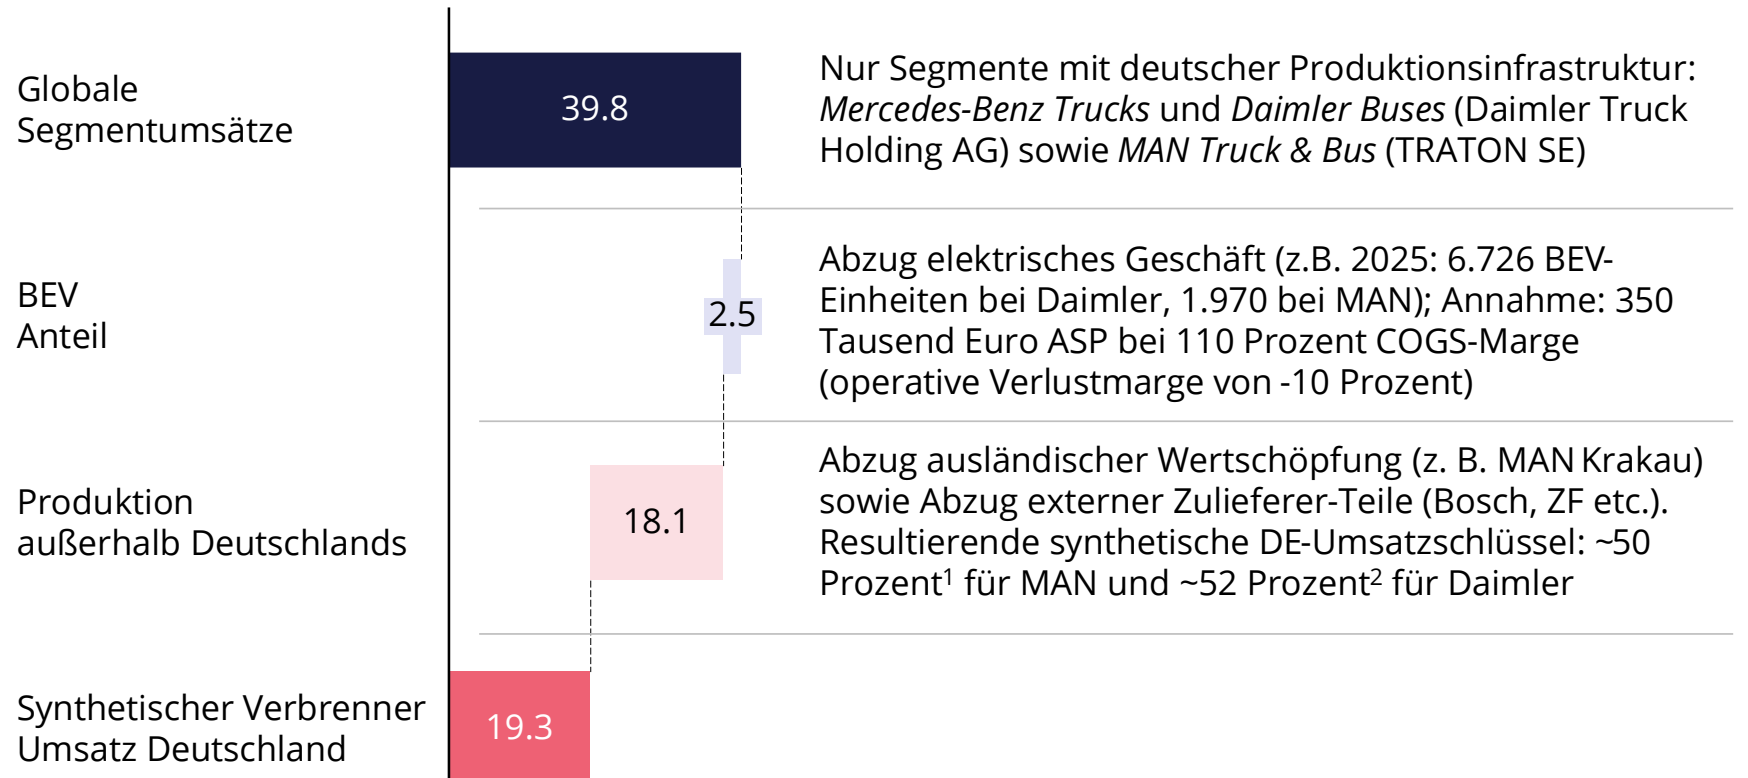 Globale
Segmentumsätze
39.8
Nur Segmente mit deutscher Produktionsinfrastruktur:
Mercedes-Benz Trucks und Daimler Buses (Daimler Truck
Holding AG) sowie MAN Truck & Bus (TRATON SE)
BEV
Anteil
2.5
Abzug elektrisches Geschäft (z.B. 2025: 6.726 BEV-
Einheiten bei Daimler, 1.970 bei MAN); Annahme: 350
Tausend Euro ASP bei 110 Prozent COGS-Marge
(operative Verlustmarge von -10 Prozent)
Produktion
außerhalb Deutschlands
18.1
Abzug ausländischer Wertschöpfung (z. B. MAN Krakau)
sowie Abzug externer Zulieferer-Teile (Bosch, ZF etc.).
Resultierende synthetische DE-Umsatzschlüssel: ~50
Prozent¹ für MAN und ~52 Prozent² für Daimler
Synthetischer Verbrenner
Umsatz Deutschland
19.3